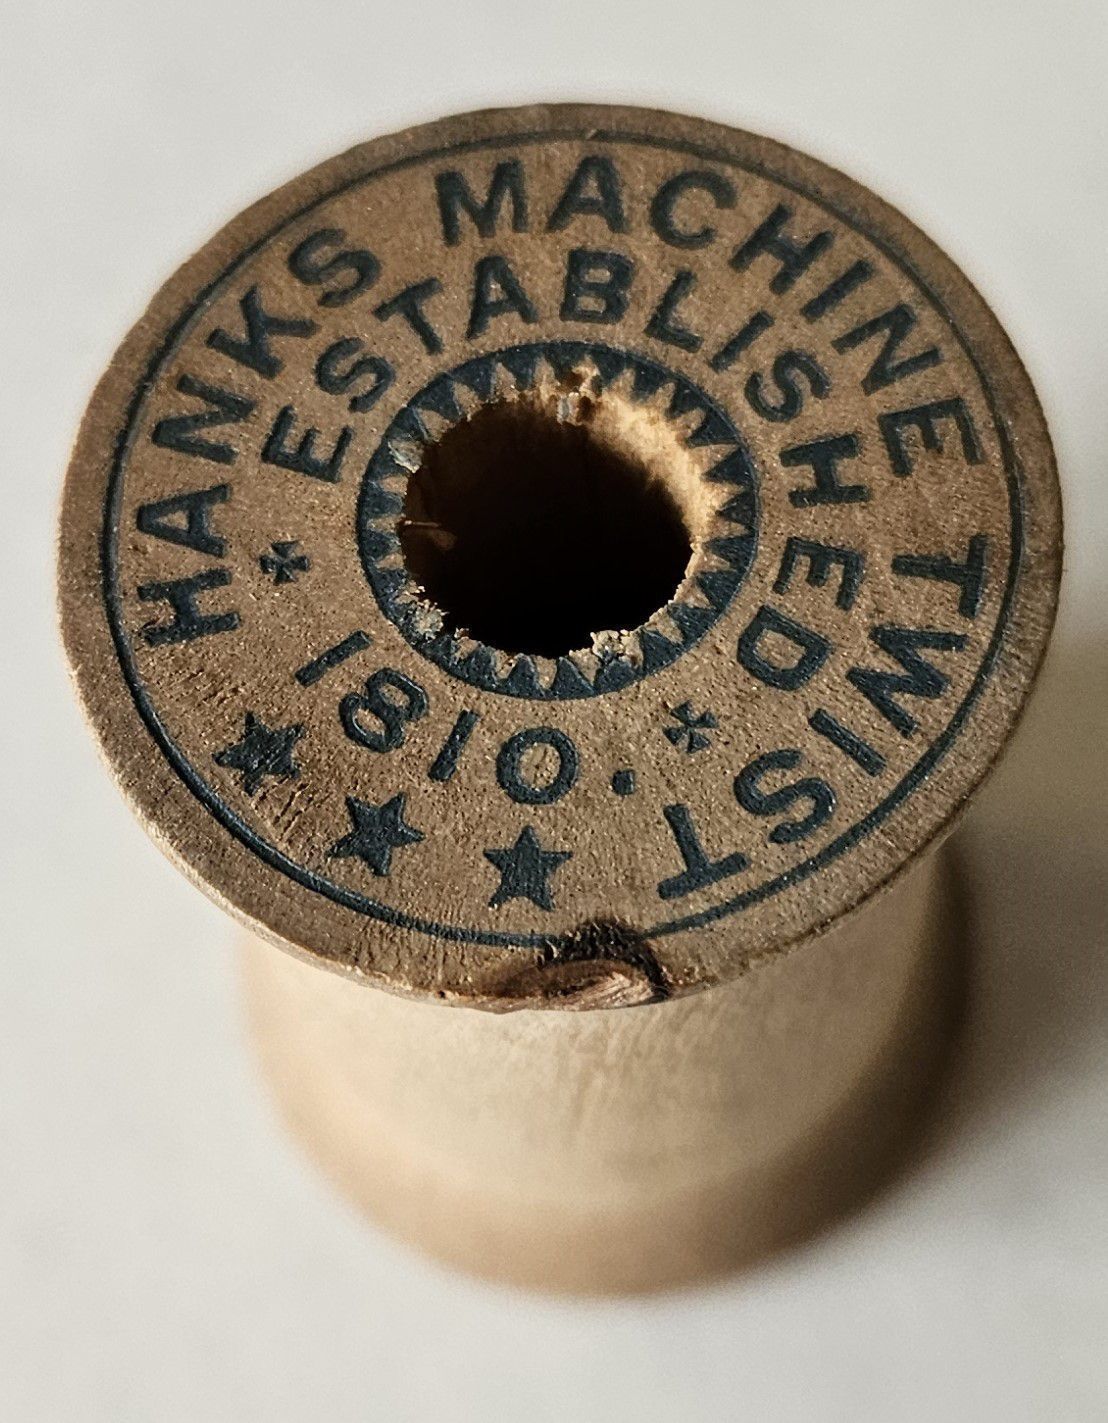 HANKS MACHINE TWIST
ESTABLISHED
1810.